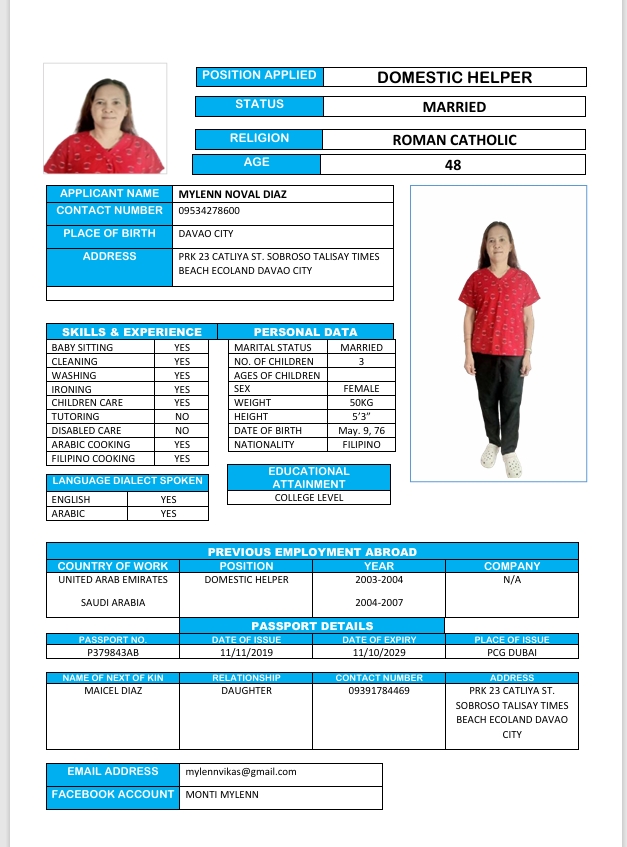 POSITION APPLIED DOMESTIC HELPER
STATUS MARRIED
RELIGION ROMAN CATHOLIC
AGE 48
APPLICANT NAME MYLENN NOVAL DIAZ
CONTACT NUMBER 09534278600
PLACE OF BIRTH DAVAO CITY
ADDRESS PRK 23 CATLIYA ST. SOBROSO TALISAY TIMES
BEACH ECOLAND DAVAO CITY
SKILLS & EXPERIENCE PERSONAL DATA
BABY SITTING YES MARITAL STATUS MARRIED
CLEANING YES NO. OF CHILDREN 3
WASHING YES AGES OF CHILDREN
IRONING YES SEX FEMALE
CHILDREN CARE YES WEIGHT 50KG
TUTORING NO HEIGHT 5'3"
DISABLED CARE NO DATE OF BIRTH May. 9, 76
ARABIC COOKING YES NATIONALITY FILIPINO
FILIPINO COOKING YES
LANGUAGE DIALECT SPOKEN
ENGLISH YES
ARABIC YES
EDUCATIONAL
ATTAINMENT
COLLEGE LEVEL
PREVIOUS EMPLOYMENT ABROAD
COUNTRY OF WORK POSITION YEAR COMPANY
UNITED ARAB EMIRATES DOMESTIC HELPER 2003-2004 N/A
SAUDI ARABIA 2004-2007
PASSPORT DETAILS
PASSPORT NO. DATE OF ISSUE DATE OF EXPIRY PLACE OF ISSUE
P379843AB 11/11/2019 11/10/2029 PCG DUBAI
NAME OF NEXT OF KIN RELATIONSHIP CONTACT NUMBER ADDRESS
MAICEL DIAZ DAUGHTER 09391784469 PRK 23 CATLIYA ST.
SOBROSO TALISAY TIMES
BEACH ECOLAND DAVAO
CITY
EMAIL ADDRESS mylennvikas@gmail.com
FACEBOOK ACCOUNT MONTI MYLENN